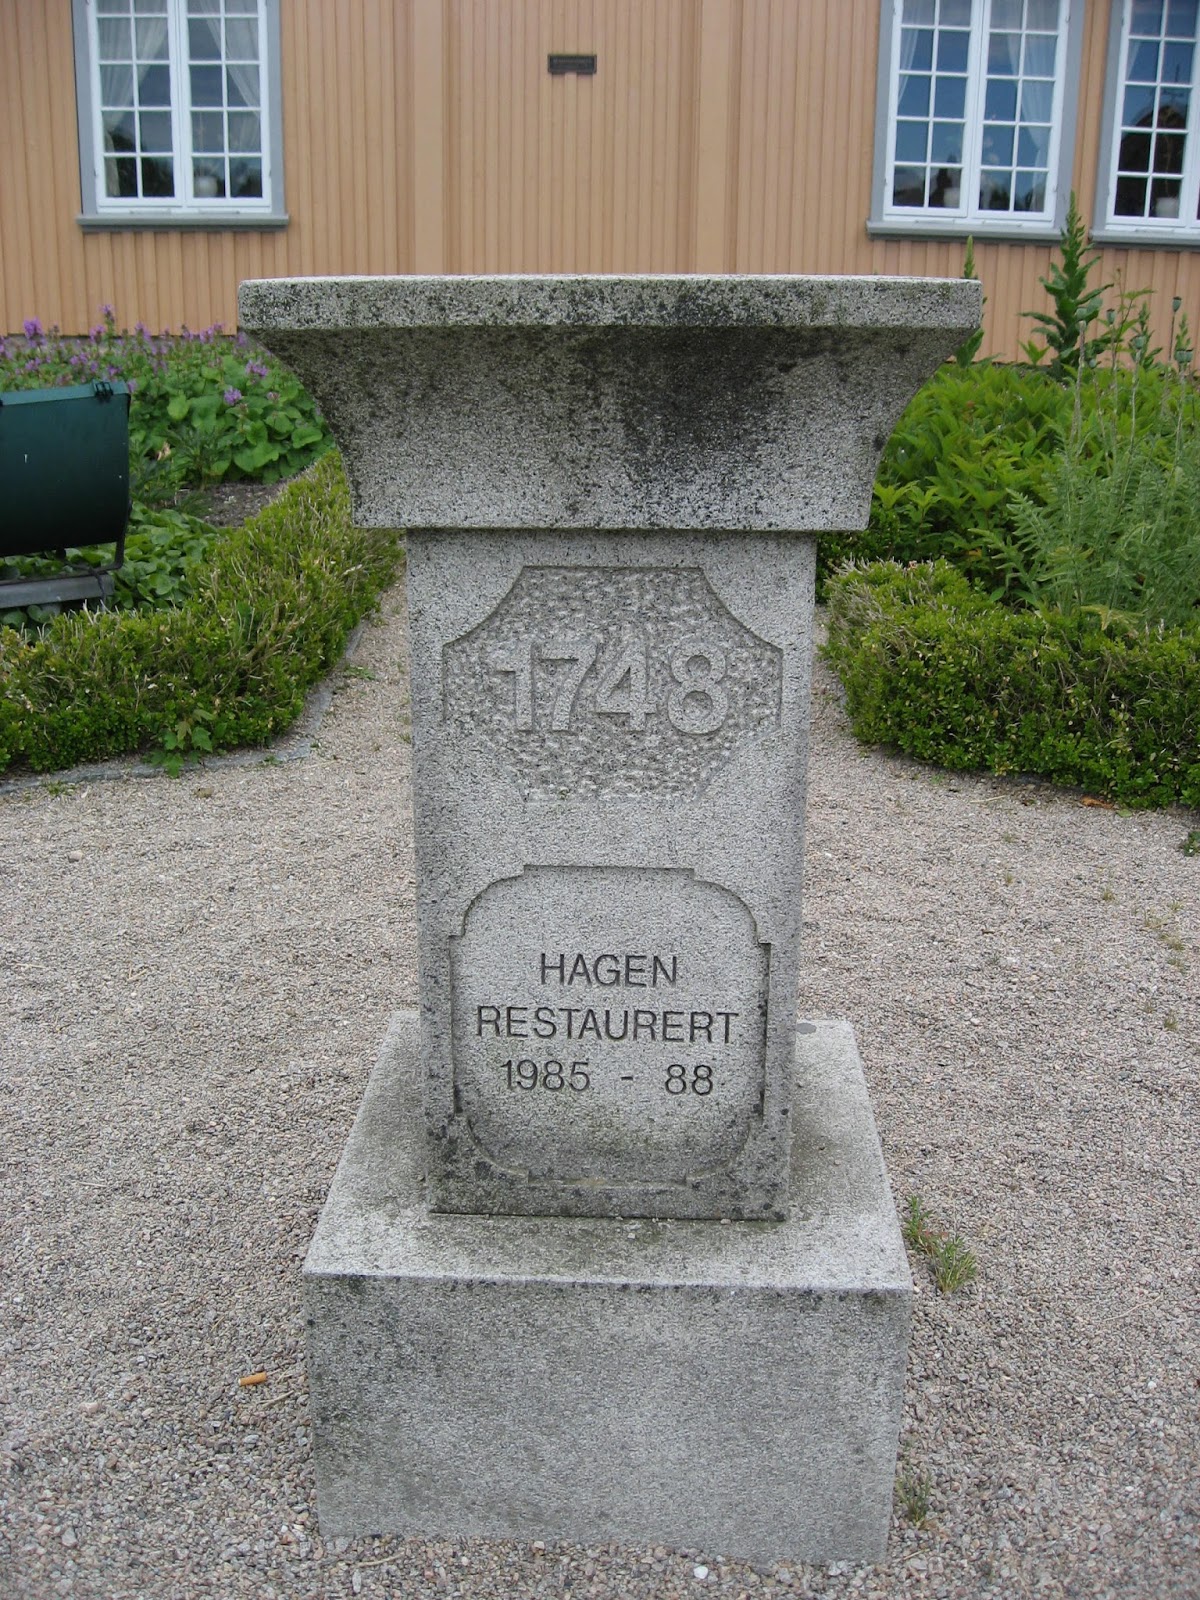 1748
HAGEN
RESTAURERT
1985 - 88